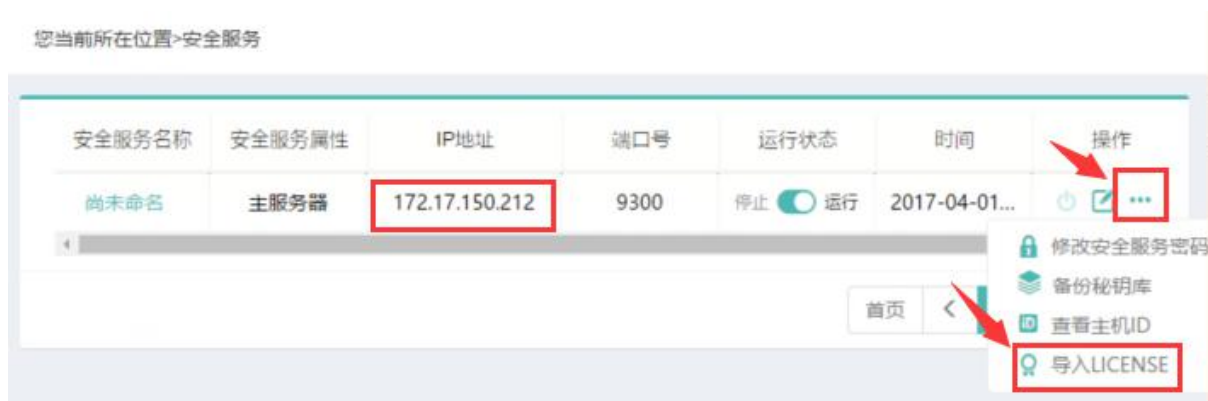 您当前所在位置>安全服务
安全服务名称 安全服务属性 IP地址 端口号 运行状态 时间 操作
尚未命名 主服务器 172.17.150.212 9300 停止 运行 2017-04-01...
修改安全服务密码
备份秘钥库
首页 <
ID 查看主机ID
导入LICENSE